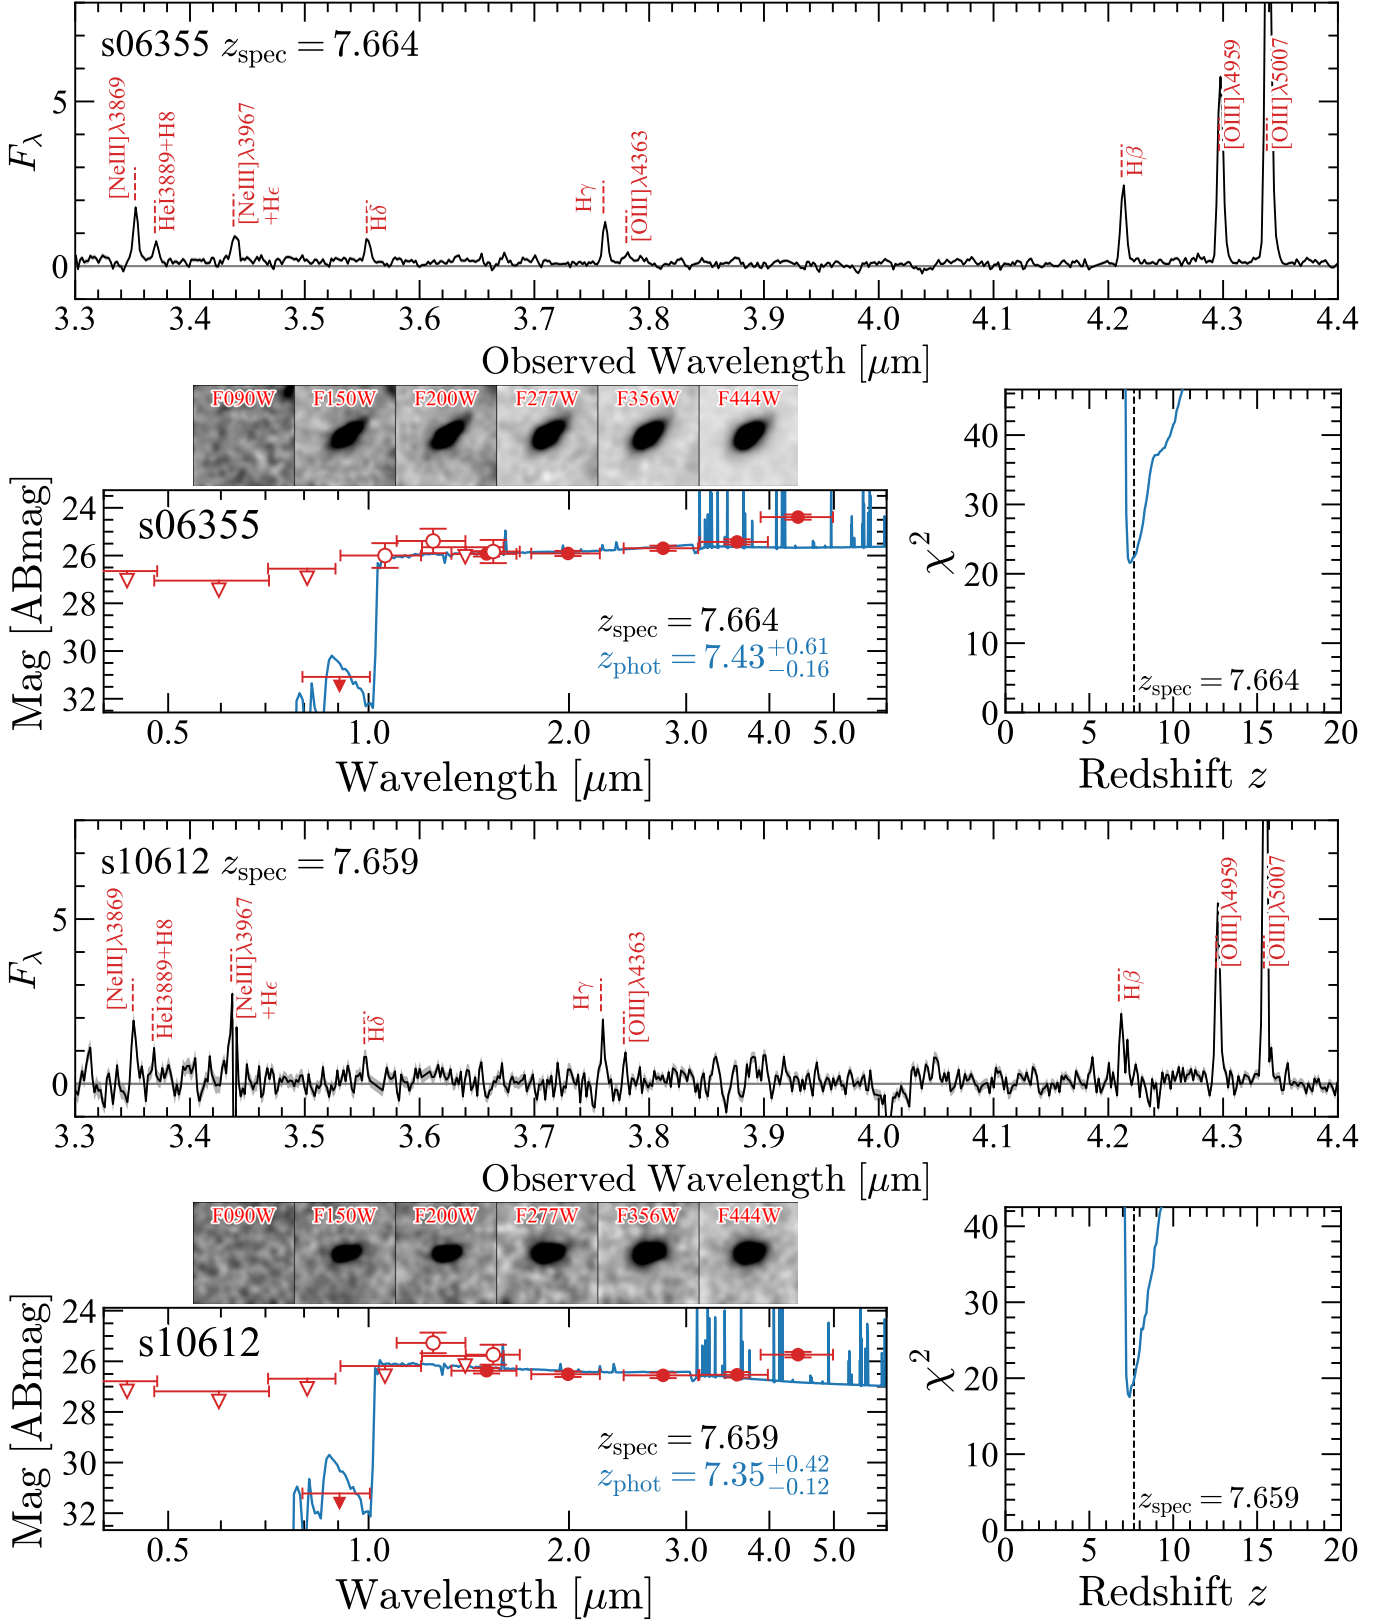 s06355 z_spec = 7.664
[NeIII]λ3869
HeI3889+H8
[NeIII]λ3967
+Hϵ
Hδ
Hγ
[OIII]λ4363
Hβ
[OIII]λ4959
[OIII]λ5007
5
0
F_λ
3.3 3.4 3.5 3.6 3.7 3.8 3.9 4.0 4.1 4.2 4.3 4.4
Observed Wavelength [μm]
F090W F150W F200W F277W F356W F444W
s06355
24
26
28
30
32
Mag [ABmag]
z_spec = 7.664
z_phot = 7.43 +0.61 −0.16
0.5 1.0 2.0 3.0 4.0 5.0
Wavelength [μm]
40
30
20
10
0
χ²
z_spec = 7.664
0 5 10 15 20
Redshift z
s10612 z_spec = 7.659
[NeIII]λ3869
HeI3889+H8
[NeIII]λ3967
+Hϵ
Hδ
Hγ
[OIII]λ4363
Hβ
[OIII]λ4959
[OIII]λ5007
5
0
F_λ
3.3 3.4 3.5 3.6 3.7 3.8 3.9 4.0 4.1 4.2 4.3 4.4
Observed Wavelength [μm]
F090W F150W F200W F277W F356W F444W
s10612
24
26
28
30
32
Mag [ABmag]
z_spec = 7.659
z_phot = 7.35 +0.42 −0.12
0.5 1.0 2.0 3.0 4.0 5.0
Wavelength [μm]
40
30
20
10
0
χ²
z_spec = 7.659
0 5 10 15 20
Redshift z